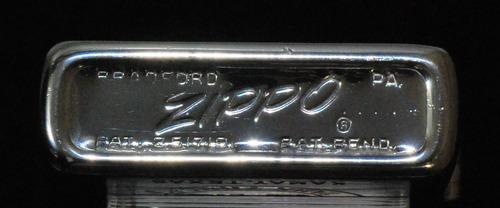 BRADFORD PA.
Zippo ®
PAT. 2517191 PAT. PEND.